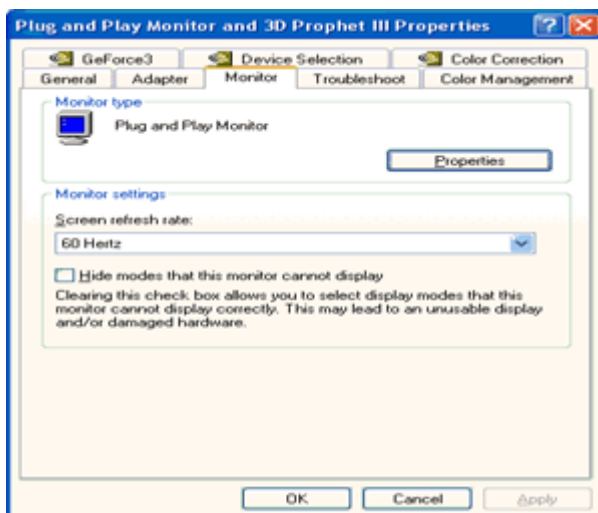 Plug and Play Monitor and 3D Prophet III Properties
GeForce3 Device Selection Color Correction
General Adapter Monitor Troubleshoot Color Management
Monitor type
Plug and Play Monitor
Properties
Monitor settings
Screen refresh rate:
60 Hertz
Hide modes that this monitor cannot display
Clearing this check box allows you to select display modes that this
monitor cannot display correctly. This may lead to an unusable display
and/or damaged hardware.
OK Cancel Apply